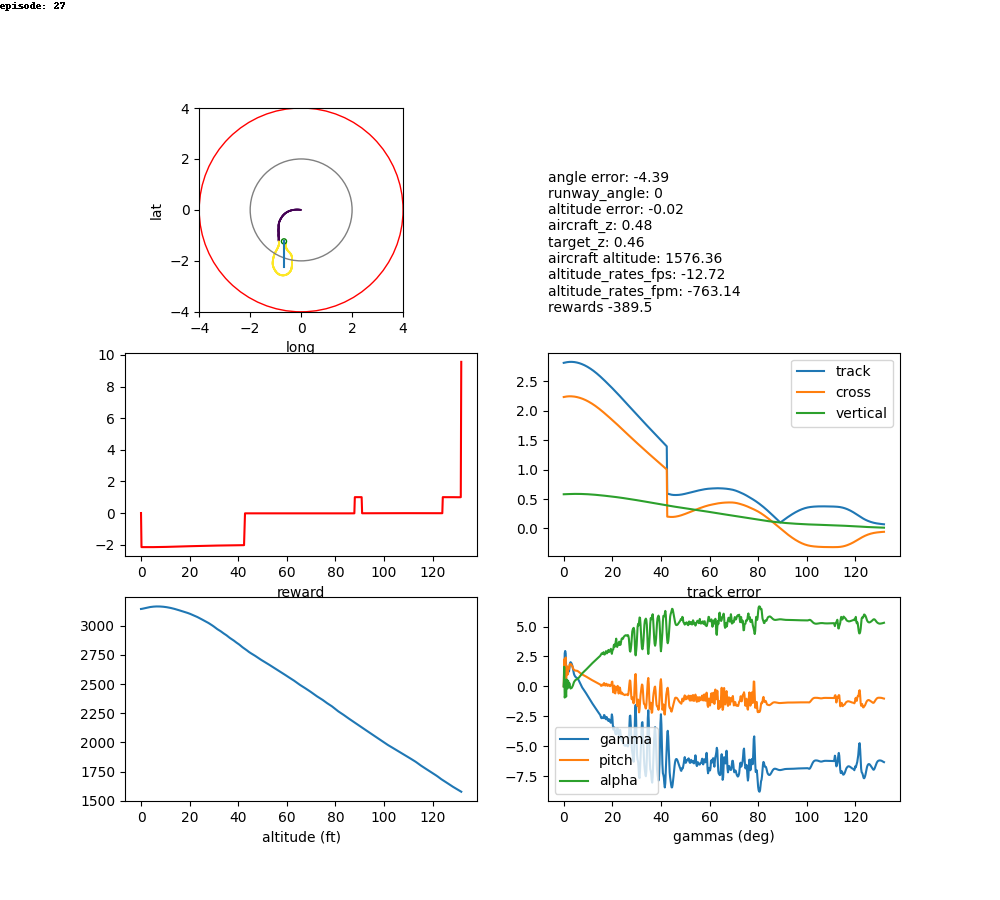 episode: 27
4
2
0
−2
−4
lat
−4 −2 0 2 4
long
angle error: -4.39
runway_angle: 0
altitude error: -0.02
aircraft_z: 0.48
target_z: 0.46
aircraft altitude: 1576.36
altitude_rates_fps: -12.72
altitude_rates_fpm: -763.14
rewards -389.5
10
8
6
4
2
0
−2
0 20 40 60 80 100 120
reward
2.5
2.0
1.5
1.0
0.5
0.0
track
cross
vertical
0 20 40 60 80 100 120
track error
3000
2750
2500
2250
2000
1750
1500
0 20 40 60 80 100 120
altitude (ft)
5.0
2.5
0.0
−2.5
−5.0
−7.5
gamma
pitch
alpha
0 20 40 60 80 100 120
gammas (deg)